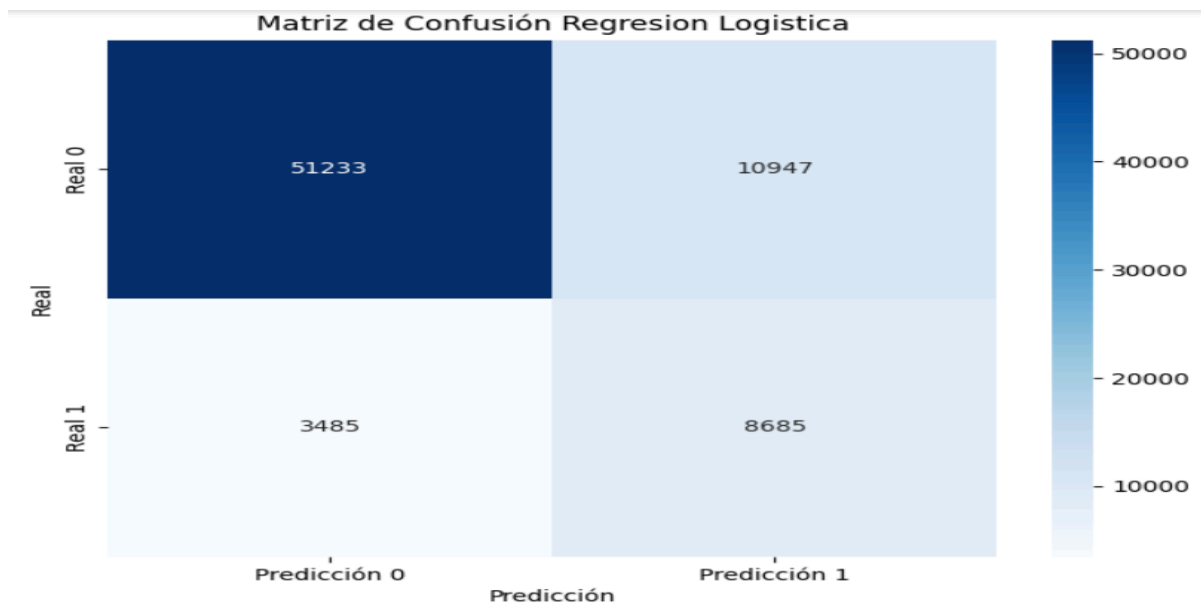 Matriz de Confusión Regresion Logistica
Real
Real 0
51233
10947
Real 1
3485
8685
Predicción 0
Predicción 1
Predicción
50000
40000
30000
20000
10000